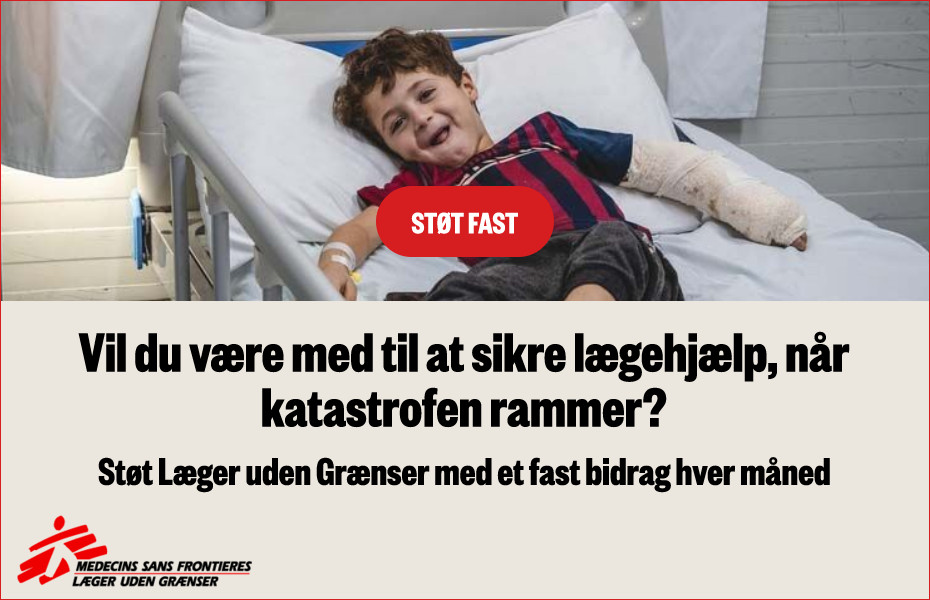 STØT FAST
Vil du være med til at sikre lægehjælp, når
katastrofen rammer?
Støt Læger uden Grænser med et fast bidrag hver måned
MEDECINS SANS FRONTIERES
LÆGER UDEN GRÆNSER